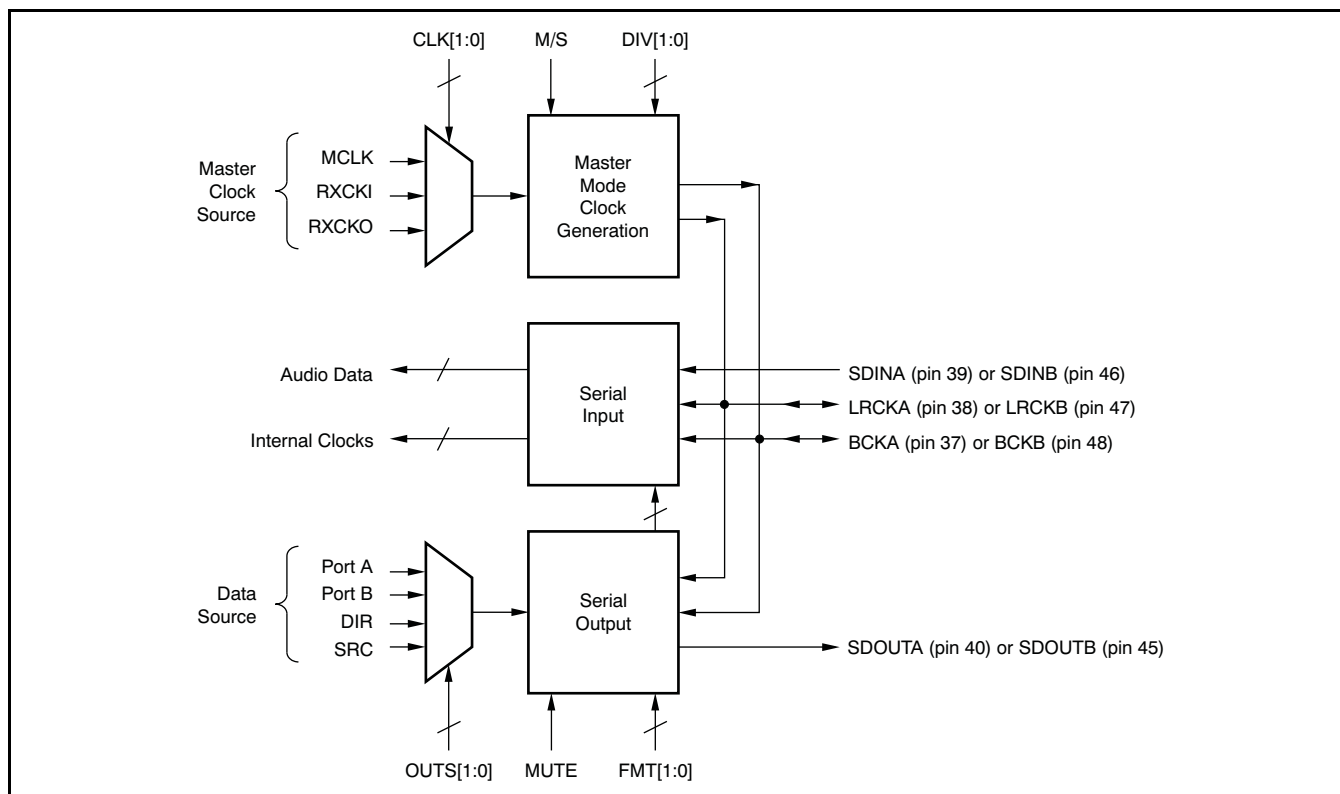 CLK[1:0]
M/S
DIV[1:0]
Master
Clock
Source
MCLK
RXCKI
RXCKO
Master
Mode
Clock
Generation
Audio Data
Internal Clocks
Serial
Input
SDINA (pin 39) or SDINB (pin 46)
LRCKA (pin 38) or LRCKB (pin 47)
BCKA (pin 37) or BCKB (pin 48)
Data
Source
Port A
Port B
DIR
SRC
Serial
Output
SDOUTA (pin 40) or SDOUTB (pin 45)
OUTS[1:0]
MUTE
FMT[1:0]